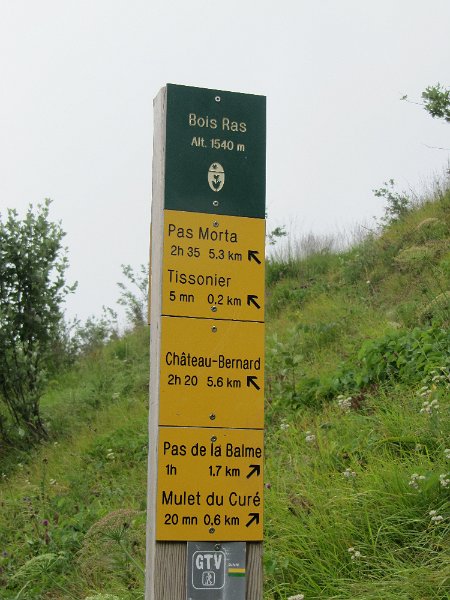 Bois Ras
Alt. 1540 m
Pas Morta
2h 35 5.3 km
Tissonier
5 mn 0,2 km
Château-Bernard
2h 20 5.6 km
Pas de la Balme
1h 1.7 km
Mulet du Curé
20 mn 0,6 km
GTV